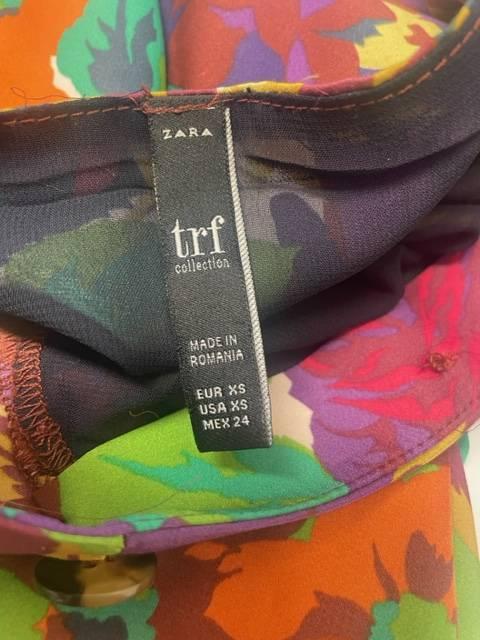 ZARA
trf
collection
MADE IN
ROMANIA
EUR XS
USA XS
MEX 24